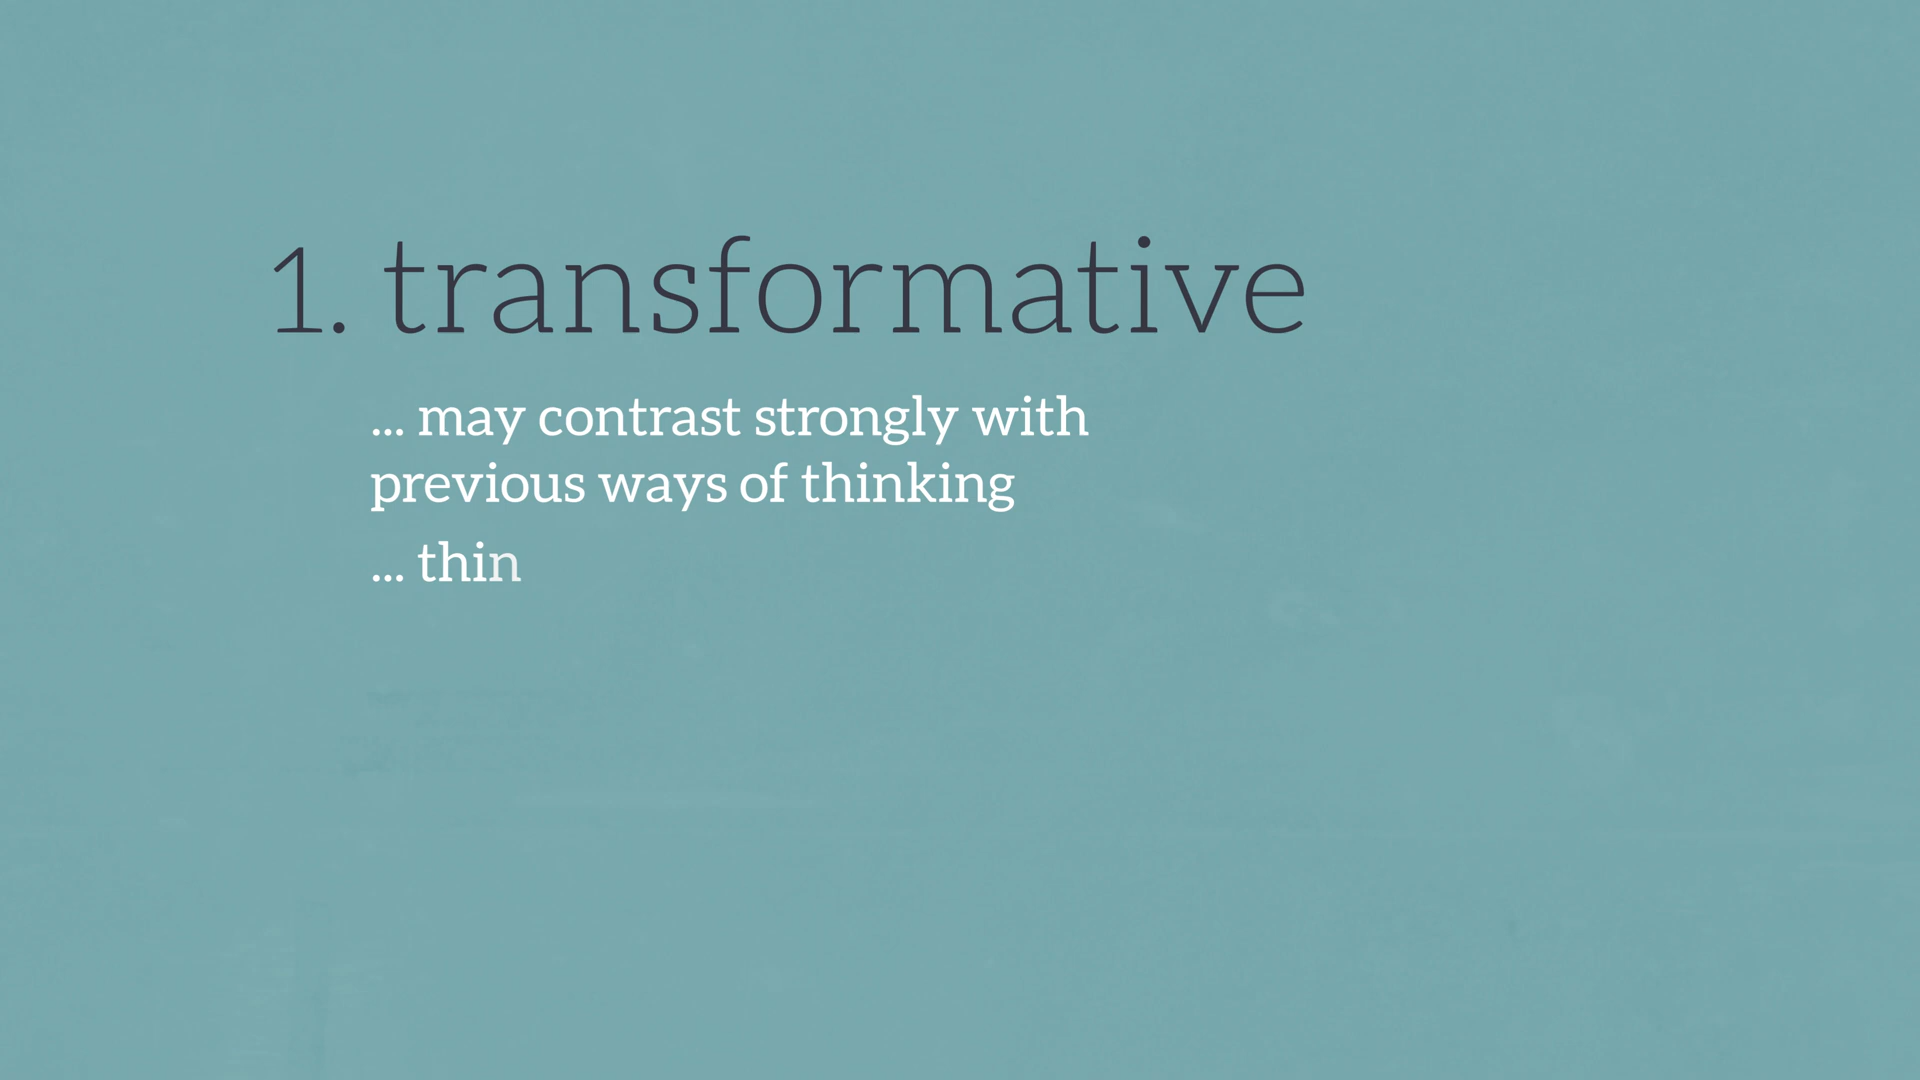 1. transformative
... may contrast strongly with
previous ways of thinking
... thin